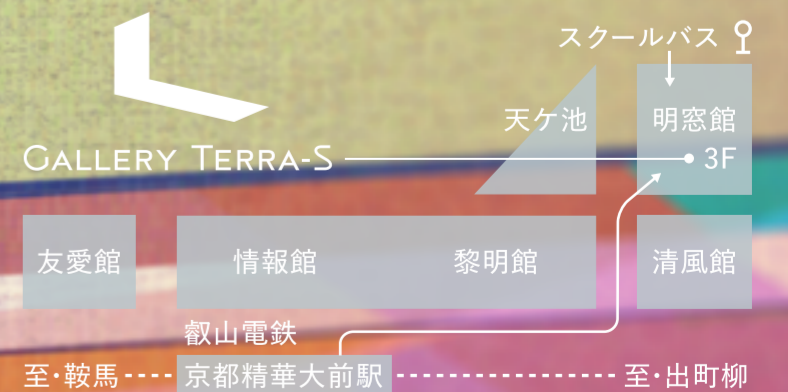 スクールバス
天ケ池
明窓館
GALLERY TERRA-S
3F
友愛館
情報館
黎明館
清風館
叡山電鉄
至・鞍馬
京都精華大前駅
至・出町柳